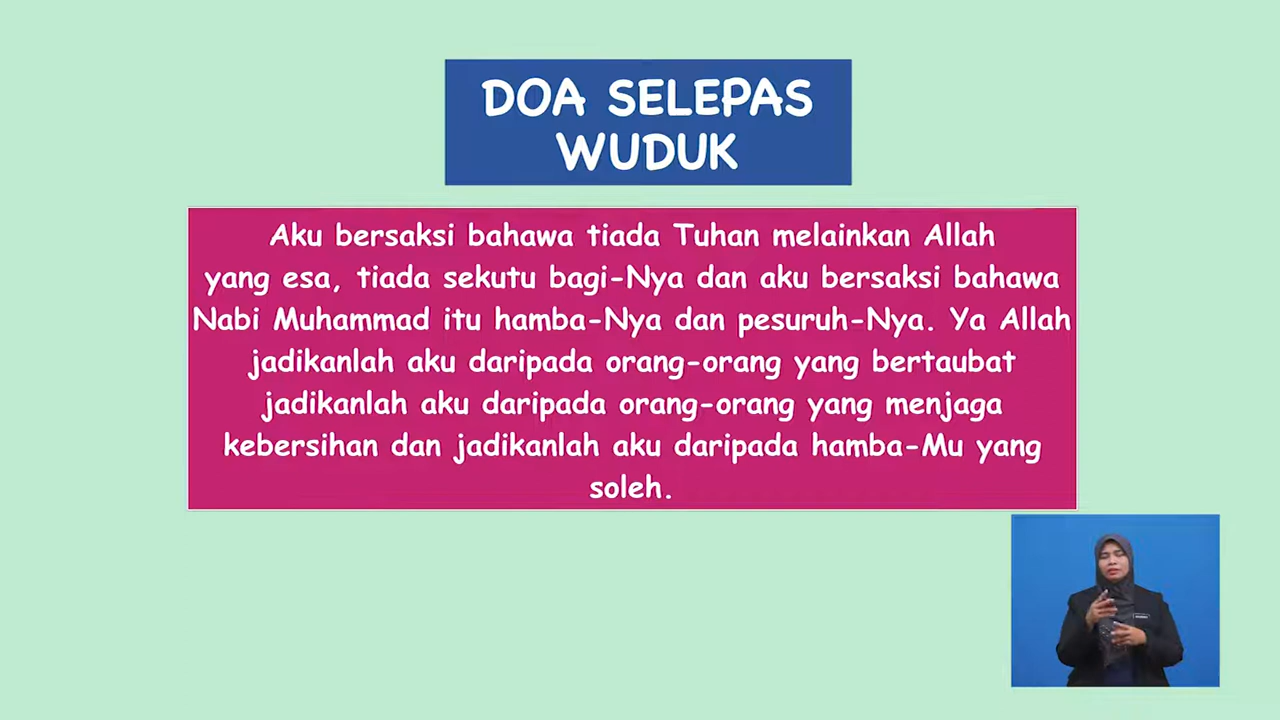 DOA SELEPAS
WUDUK
Aku bersaksi bahawa tiada Tuhan melainkan Allah
yang esa, tiada sekutu bagi-Nya dan aku bersaksi bahawa
Nabi Muhammad itu hamba-Nya dan pesuruh-Nya. Ya Allah
jadikanlah aku daripada orang-orang yang bertaubat
jadikanlah aku daripada orang-orang yang menjaga
kebersihan dan jadikanlah aku daripada hamba-Mu yang
soleh.